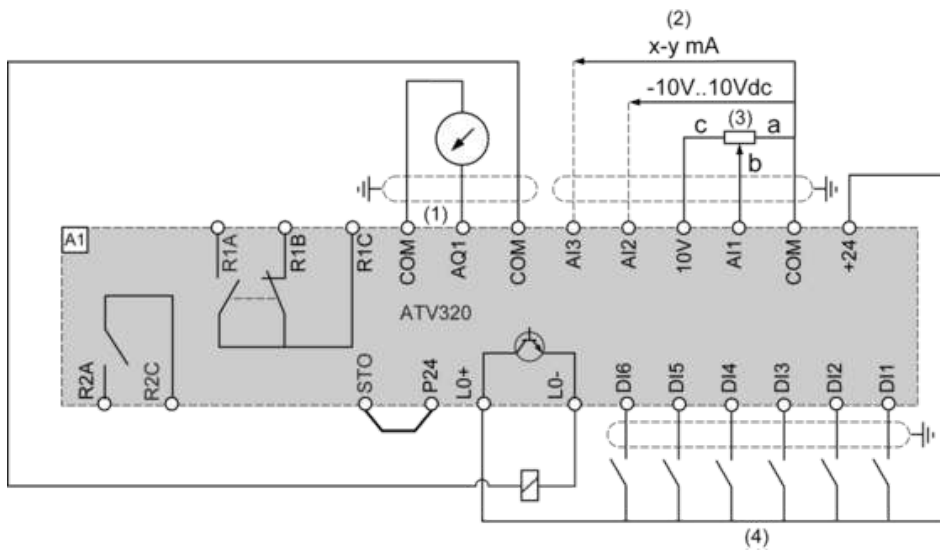 (2)
x-y mA
-10V..10Vdc
c (3) a
b
(1)
A1
R1A R1B R1C COM AQ1 COM AI3 AI2 10V AI1 COM +24
ATV320
R2A R2C STO P24 L0+ L0- DI6 DI5 DI4 DI3 DI2 DI1
(4)